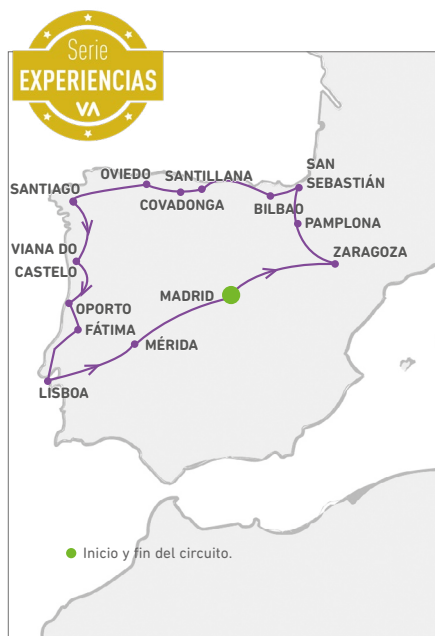 Serie
EXPERIENCIAS
VA
OVIEDO
SANTILLANA
SAN
SEBASTIÁN
SANTIAGO
COVADONGA
BILBAO
PAMPLONA
VIANA DO
CASTELO
ZARAGOZA
MADRID
OPORTO
FÁTIMA
MÉRIDA
LISBOA
Inicio y fin del circuito.